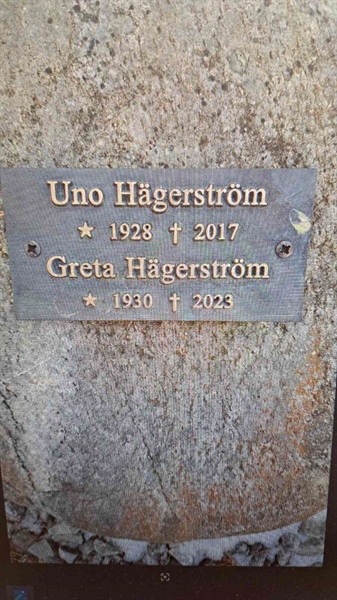 Uno Hägerström
★ 1928 † 2017
Greta Hägerström
★ 1930 † 2023